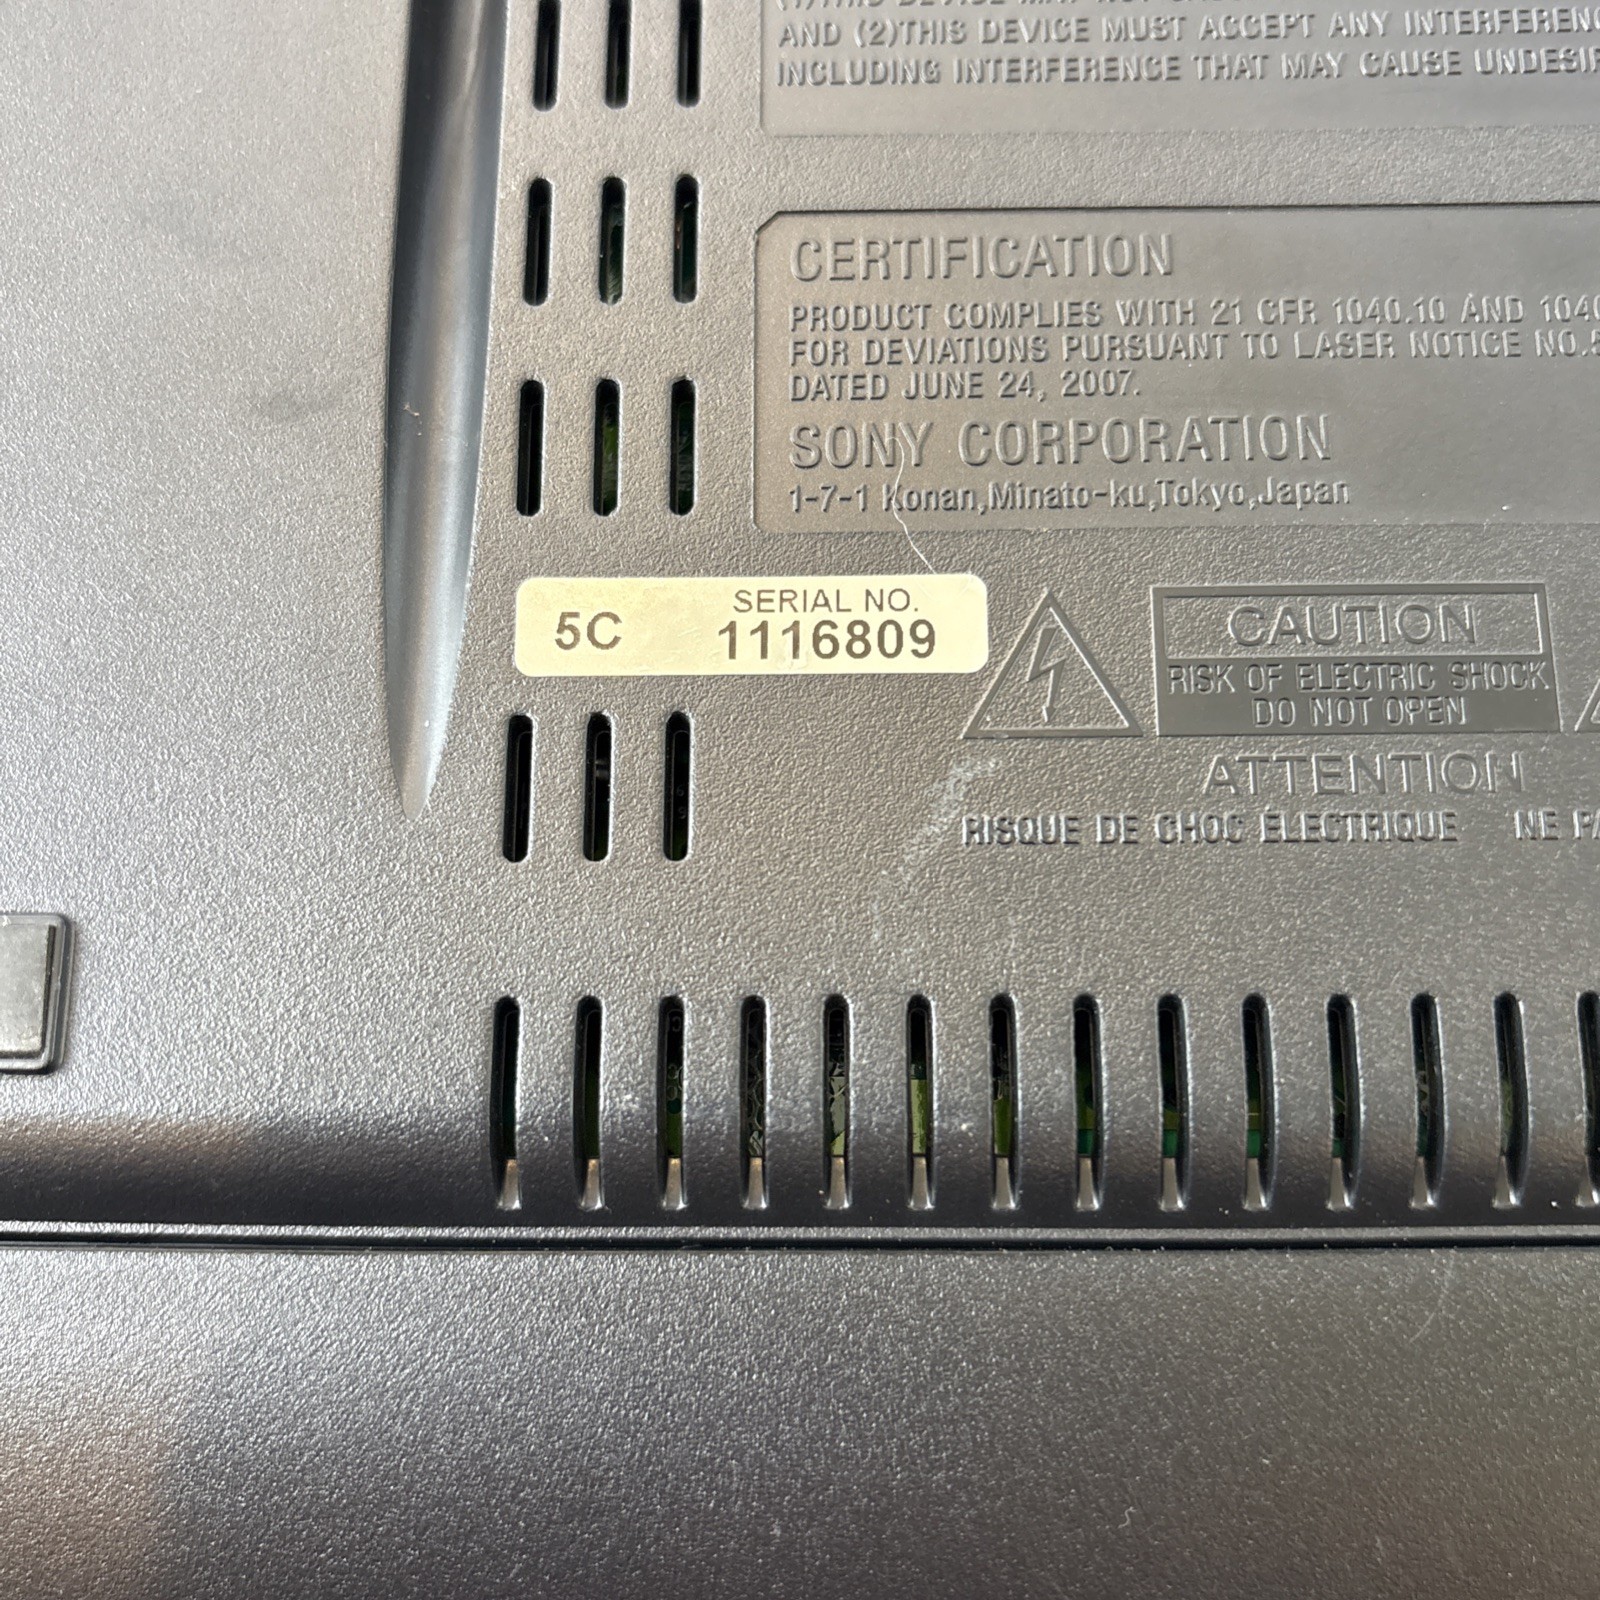 AND (2)THIS DEVICE MUST ACCEPT ANY
INCLUDING INTERFERENCE THAT MAY CAUSE
CERTIFICATION
PRODUCT COMPLIES WITH 21 CFR 1040.10 AND
FOR DEVIATIONS PURSUANT TO LASER NOTICE
DATED JUNE 24, 2007.
SONY CORPORATION
1-7-1 Konan,Minato-ku,Tokyo,Japan
5C
SERIAL NO.
1116809
CAUTION
RISK OF ELECTRIC SHOCK
DO NOT OPEN
ATTENTION
RISQUE DE CHOC ÉLECTRIQUE NE